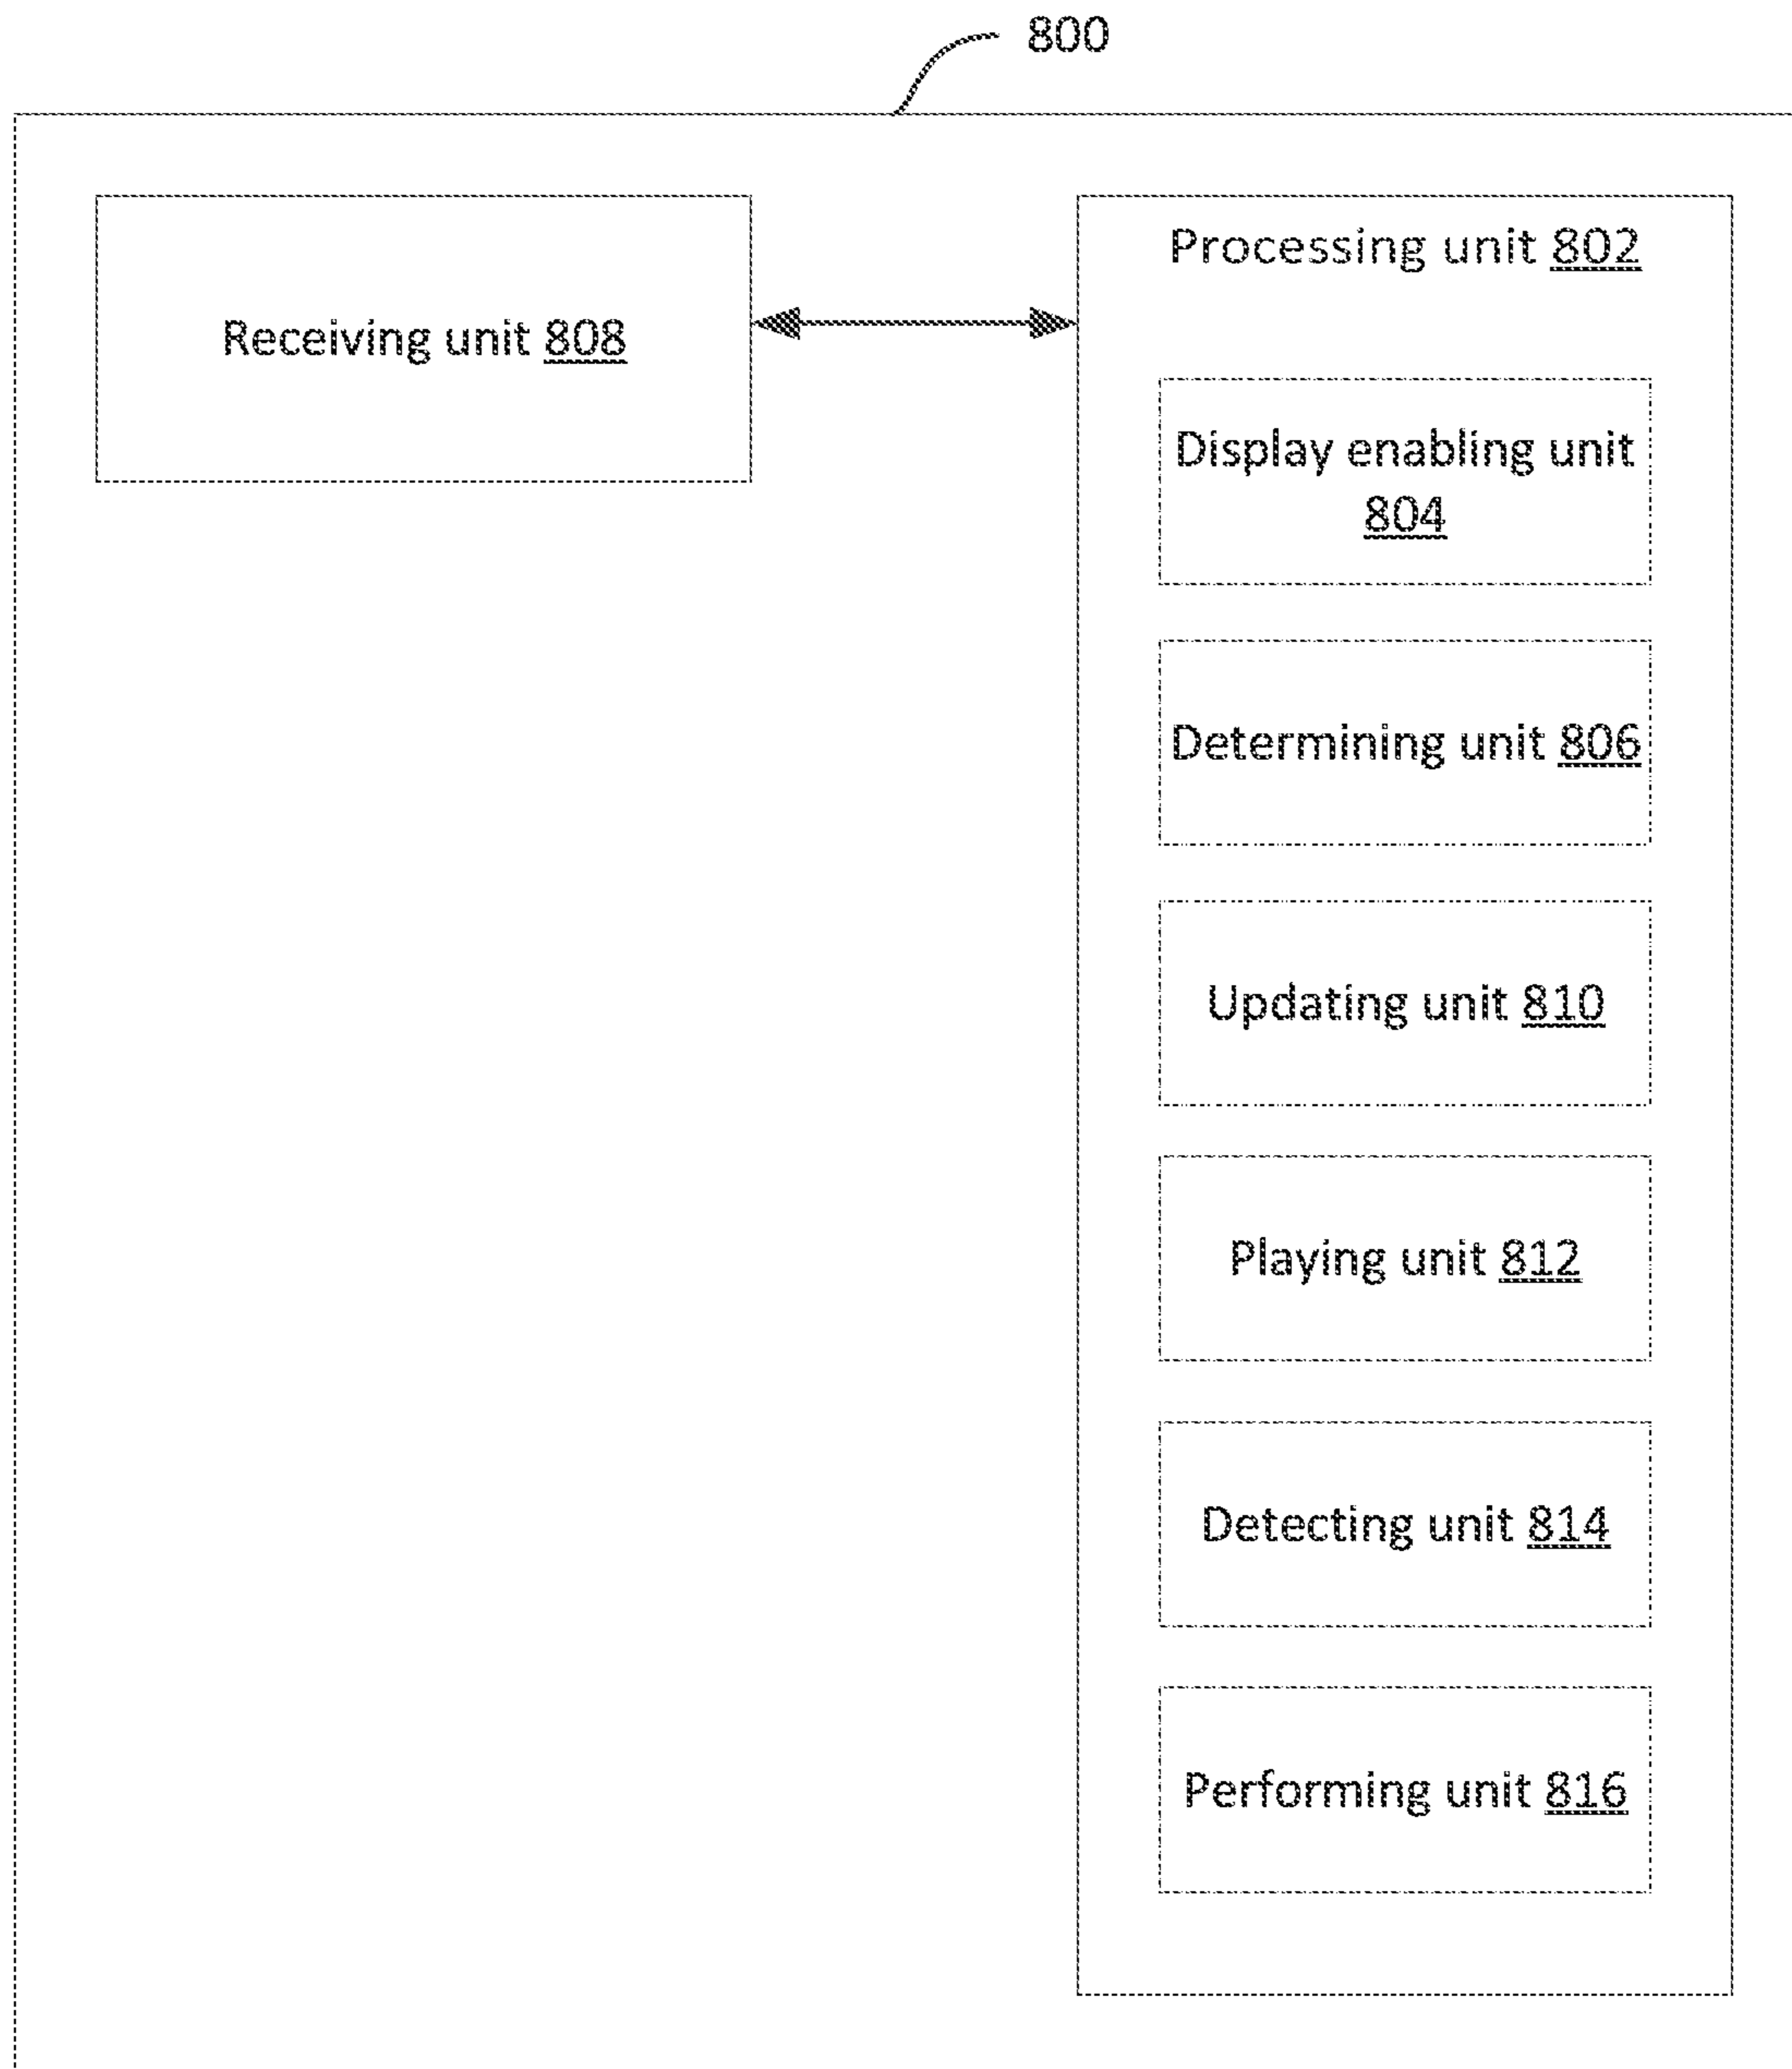 800
Receiving unit 808
Processing unit 802
Display enabling unit
804
Determining unit 806
Updating unit 810
Playing unit 812
Detecting unit 814
Performing unit 816